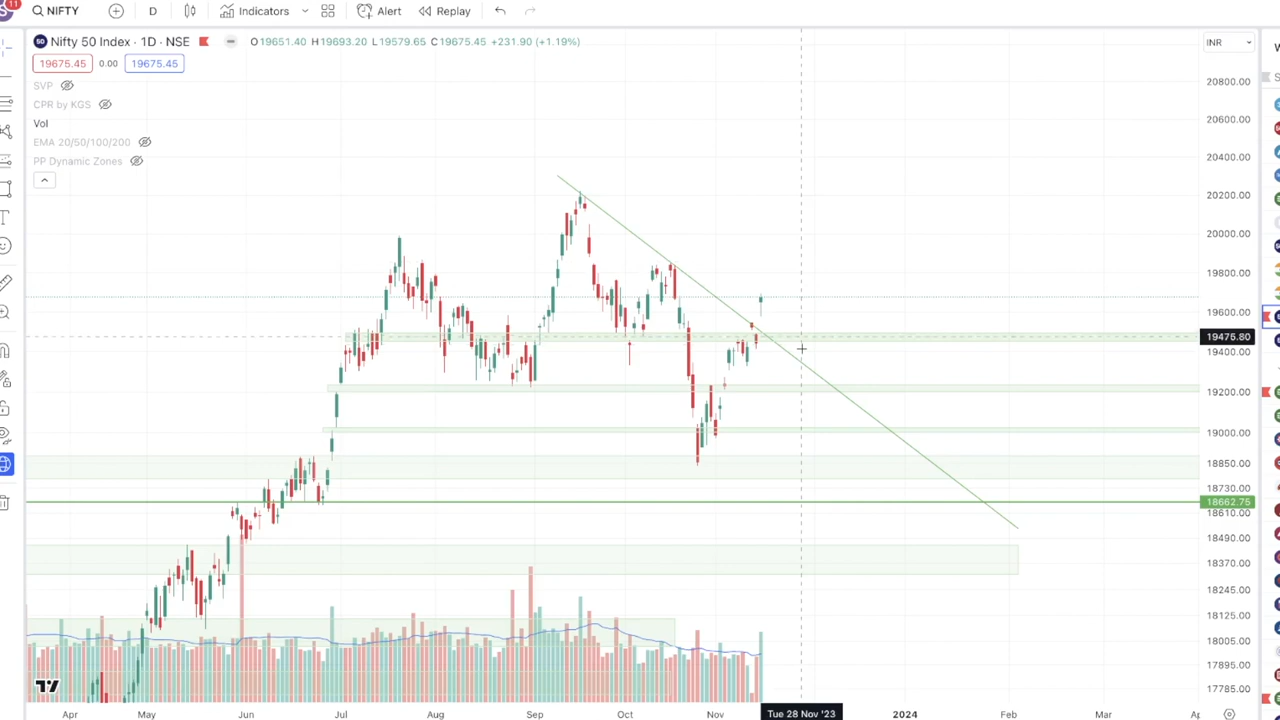 11
NIFTY
D
Indicators
Alert
Replay
50 Nifty 50 Index · 1D · NSE
O19651.40 H19693.20 L19579.65 C19675.45 +231.90 (+1.19%)
INR
19675.45 0.00 19675.45
SVP
CPR by KGS
Vol
EMA 20/50/100/200
PP Dynamic Zones
20800.00
20600.00
20400.00
20200.00
20000.00
19800.00
19600.00
19475.80
19400.00
19200.00
19000.00
18850.00
18730.00
18662.75
18610.00
18490.00
18370.00
18245.00
18125.00
18005.00
17895.00
17785.00
Apr May Jun Jul Aug Sep Oct Nov Tue 28 Nov '23 2024 Feb Mar